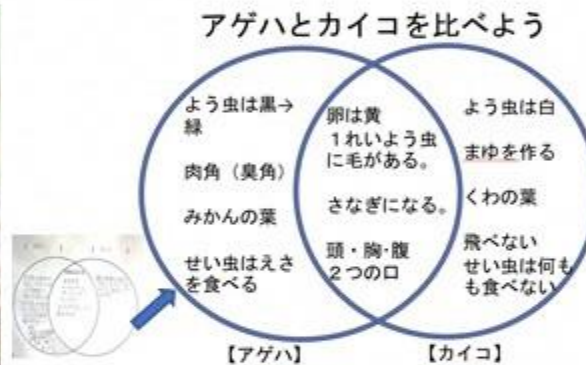 アゲハとカイコを比べよう
よう虫は黒→
緑
肉角（臭角）
みかんの葉
せい虫はえさ
を食べる
卵は黄
１れいよう虫
に毛がある。
さなぎになる。
頭・胸・腹
２つの口
よう虫は白
まゆを作る
くわの葉
飛べない
せい虫は何も
も食べない
【アゲハ】
【カイコ】